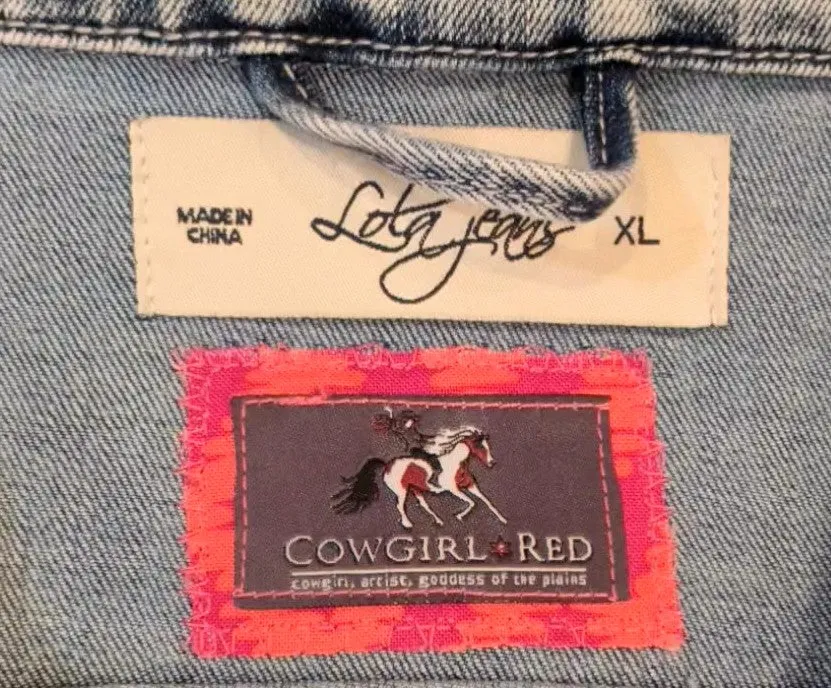 MADE IN
CHINA
Lola jeans
XL
COWGIRL RED
cowgirl, artist, goddess of the plains